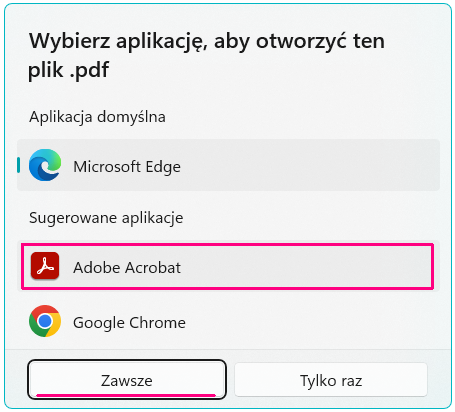 Wybierz aplikację, aby otworzyć ten
plik .pdf
Aplikacja domyślna
Microsoft Edge
Sugerowane aplikacje
Adobe Acrobat
Google Chrome
Zawsze
Tylko raz